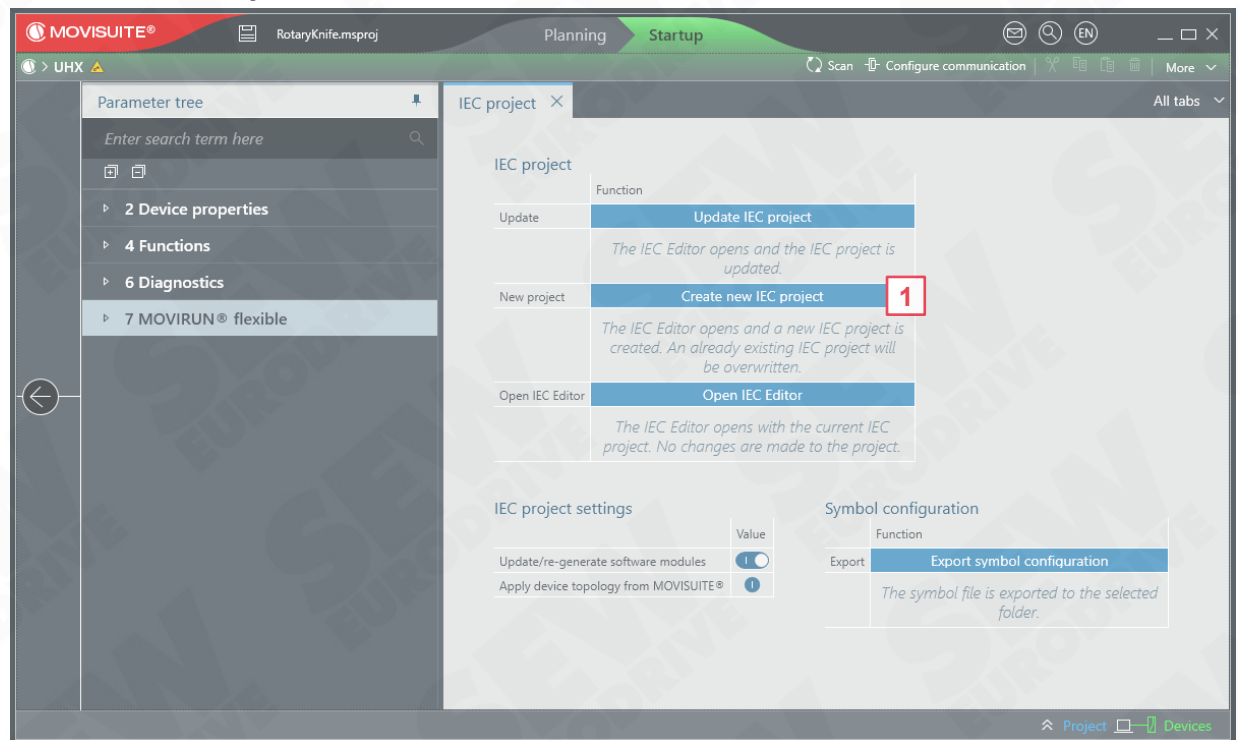 MOVISUITE®
RotaryKnife.msproj
Planning
Startup
EN
> UHX
Scan
Configure communication
More
Parameter tree
IEC project
All tabs
Enter search term here
2 Device properties
4 Functions
6 Diagnostics
7 MOVIRUN® flexible
IEC project
Function
Update
Update IEC project
The IEC Editor opens and the IEC project is
updated.
New project
Create new IEC project
1
The IEC Editor opens and a new IEC project is
created. An already existing IEC project will
be overwritten.
Open IEC Editor
Open IEC Editor
The IEC Editor opens with the current IEC
project. No changes are made to the project.
IEC project settings
Value
Update/re-generate software modules
Apply device topology from MOVISUITE®
Symbol configuration
Function
Export
Export symbol configuration
The symbol file is exported to the selected
folder.
Project
Devices
SEW
EURODRIVE